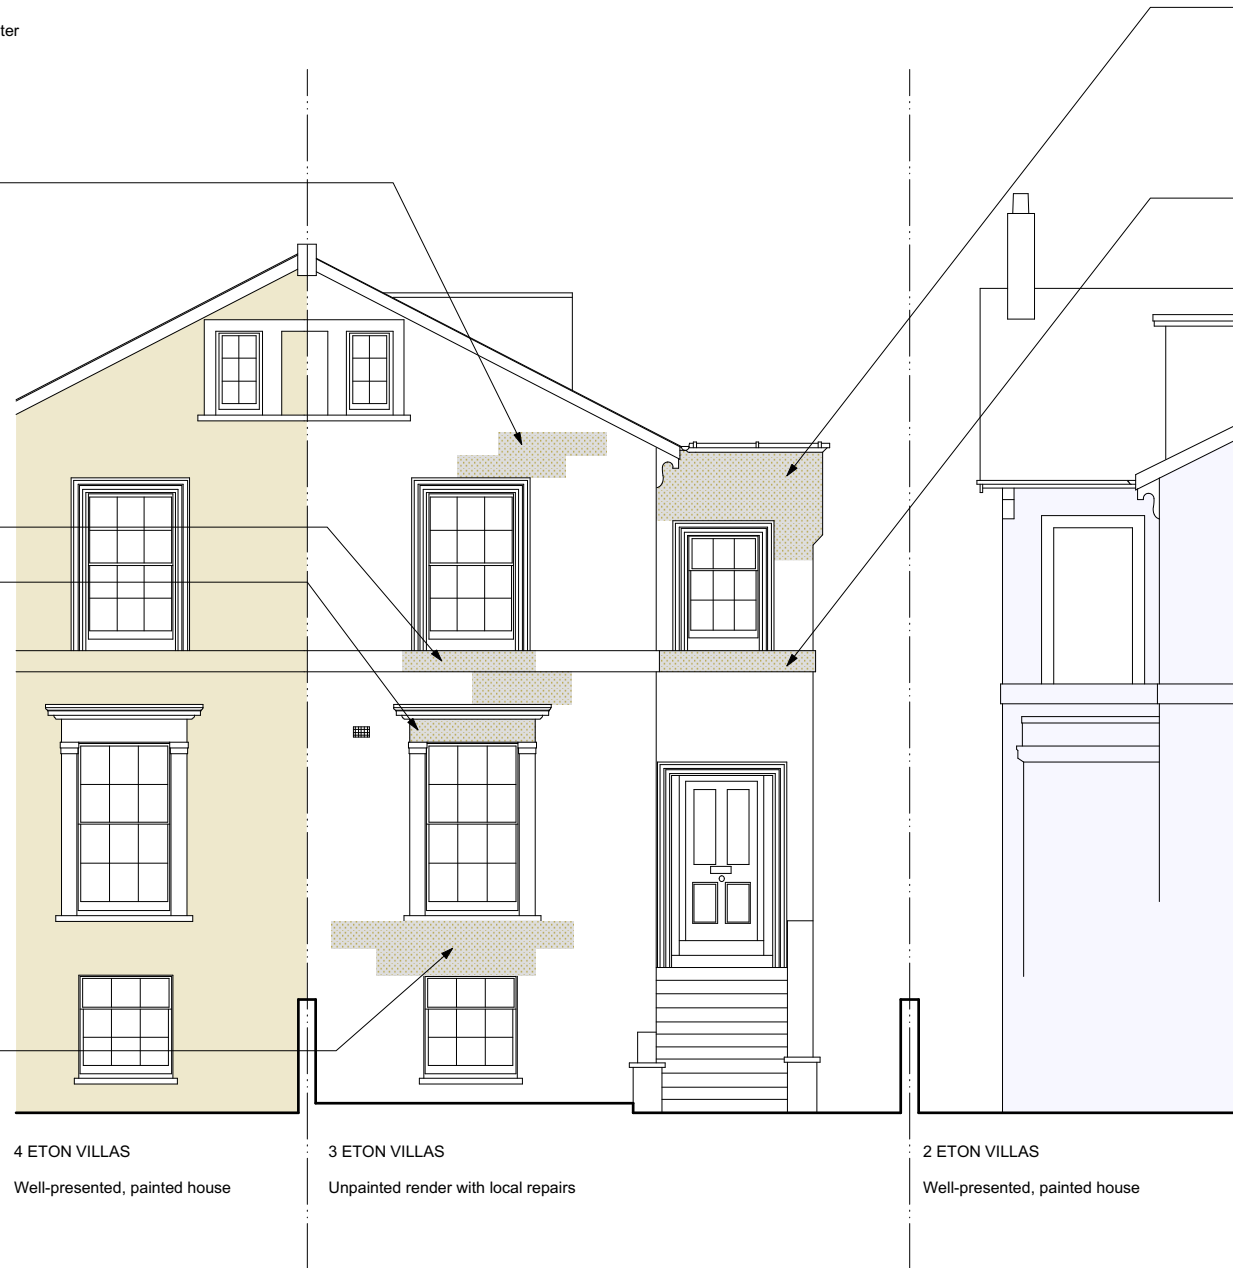 ter
4 ETON VILLAS
Well-presented, painted house
3 ETON VILLAS
Unpainted render with local repairs
2 ETON VILLAS
Well-presented, painted house